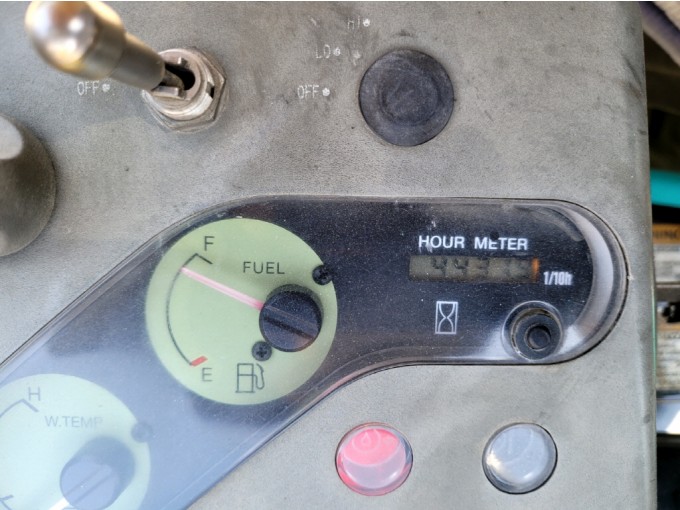 HI
LO
OFF
OFF
F
FUEL
HOUR METER
1/10h
E
H
W.TEMP